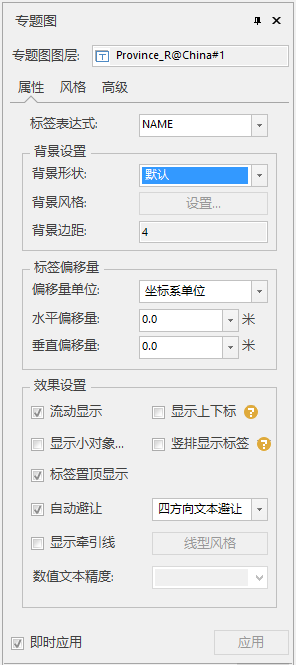 专题图
专题图图层: Province_R@China#1
属性 风格 高级
标签表达式: NAME
背景设置
背景形状: 默认
背景风格: 设置...
背景边距: 4
标签偏移量
偏移量单位: 坐标系单位
水平偏移量: 0.0 米
垂直偏移量: 0.0 米
效果设置
流动显示 显示上下标 ?
显示小对象... 竖排显示标签 ?
标签置顶显示
自动避让 四方向文本避让
显示牵引线 线型风格
数值文本精度:
即时应用 应用